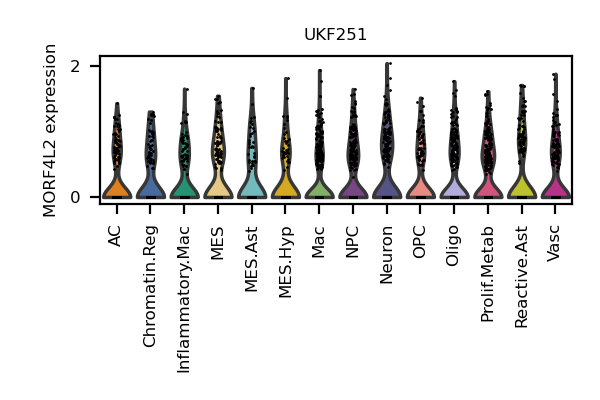 UKF251
MORF4L2 expression
2
0
AC
Chromatin.Reg
Inflammatory.Mac
MES
MES.Ast
MES.Hyp
Mac
NPC
Neuron
OPC
Oligo
Prolif.Metab
Reactive.Ast
Vasc